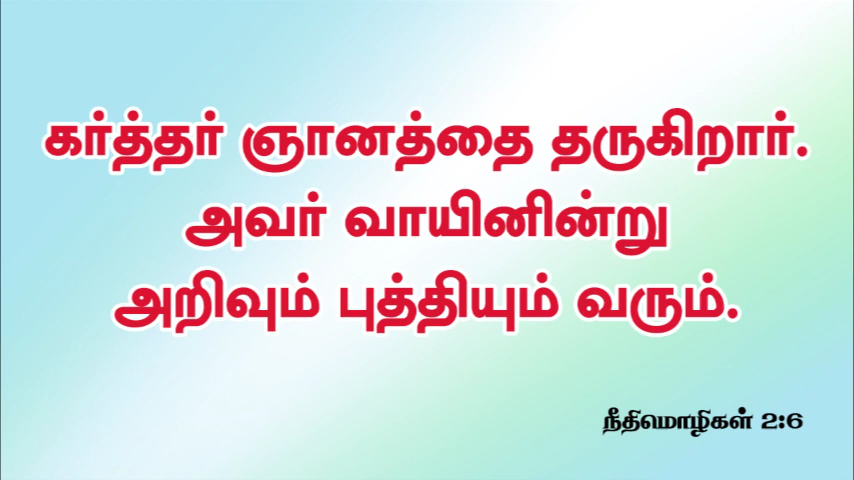 கர்த்தர் ஞானத்தை தருகிறார்.
அவர் வாயினின்று
அறிவும் புத்தியும் வரும்.
நீதிமொழிகள் 2:6